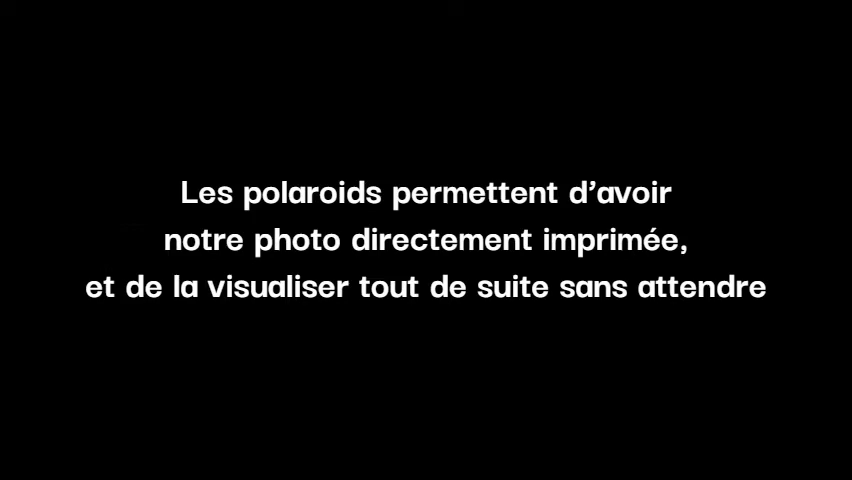 Les polaroids permettent d’avoir
notre photo directement imprimée,
et de la visualiser tout de suite sans attendre